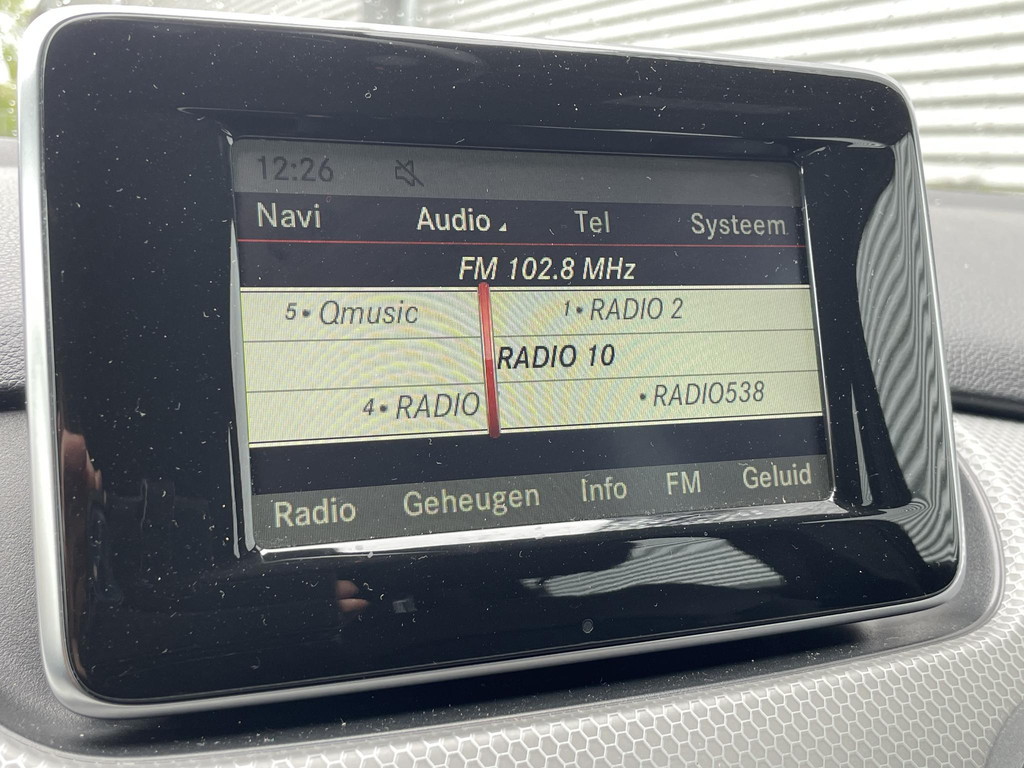 12:26
Navi Audio Tel Systeem
FM 102.8 MHz
5• Qmusic 1• RADIO 2
RADIO 10
4• RADIO •RADIO538
Radio Geheugen Info FM Geluid